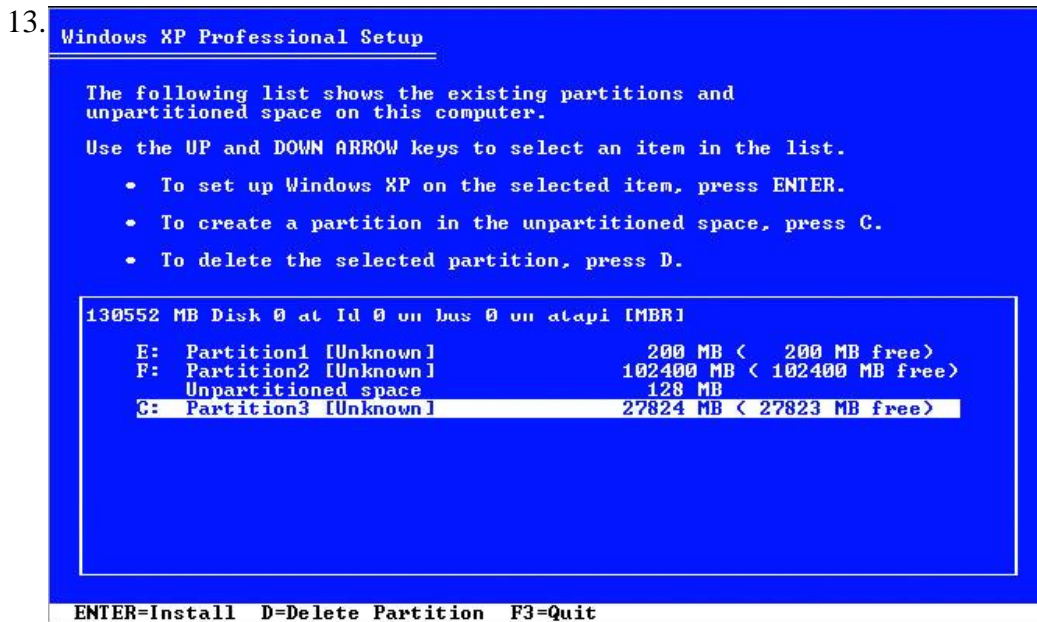 13.
Windows XP Professional Setup
The following list shows the existing partitions and
unpartitioned space on this computer.
Use the UP and DOWN ARROW keys to select an item in the list.
• To set up Windows XP on the selected item, press ENTER.
• To create a partition in the unpartitioned space, press C.
• To delete the selected partition, press D.
130552 MB Disk 0 at Id 0 on bus 0 on atapi [MBR]
E: Partition1 [Unknown] 200 MB ( 200 MB free)
F: Partition2 [Unknown] 102400 MB ( 102400 MB free)
Unpartitioned space 128 MB
C: Partition3 [Unknown] 27824 MB ( 27823 MB free)
ENTER=Install D=Delete Partition F3=Quit